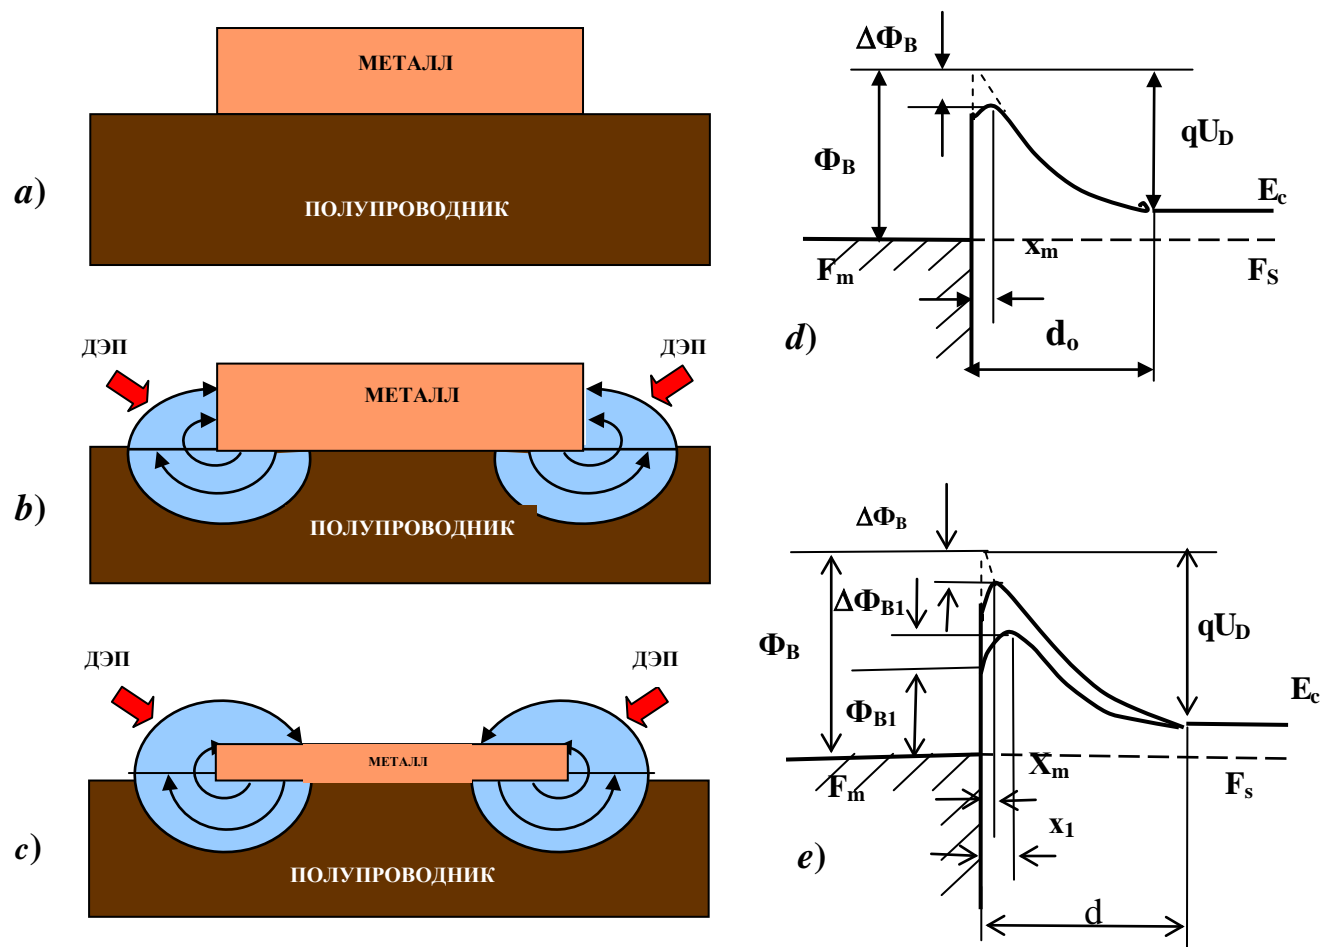 МЕТАЛЛ
ПОЛУПРОВОДНИК
a)
ДЭП
ДЭП
МЕТАЛЛ
b)
ПОЛУПРОВОДНИК
ДЭП
ДЭП
МЕТАЛЛ
c)
ПОЛУПРОВОДНИК
ΔΦB
qUD
ΦB
Ec
xm
Fm
FS
do
d)
ΔΦB
ΔΦB1
qUD
ΦB
Ec
ΦB1
Xm
Fm
Fs
x1
e)
d